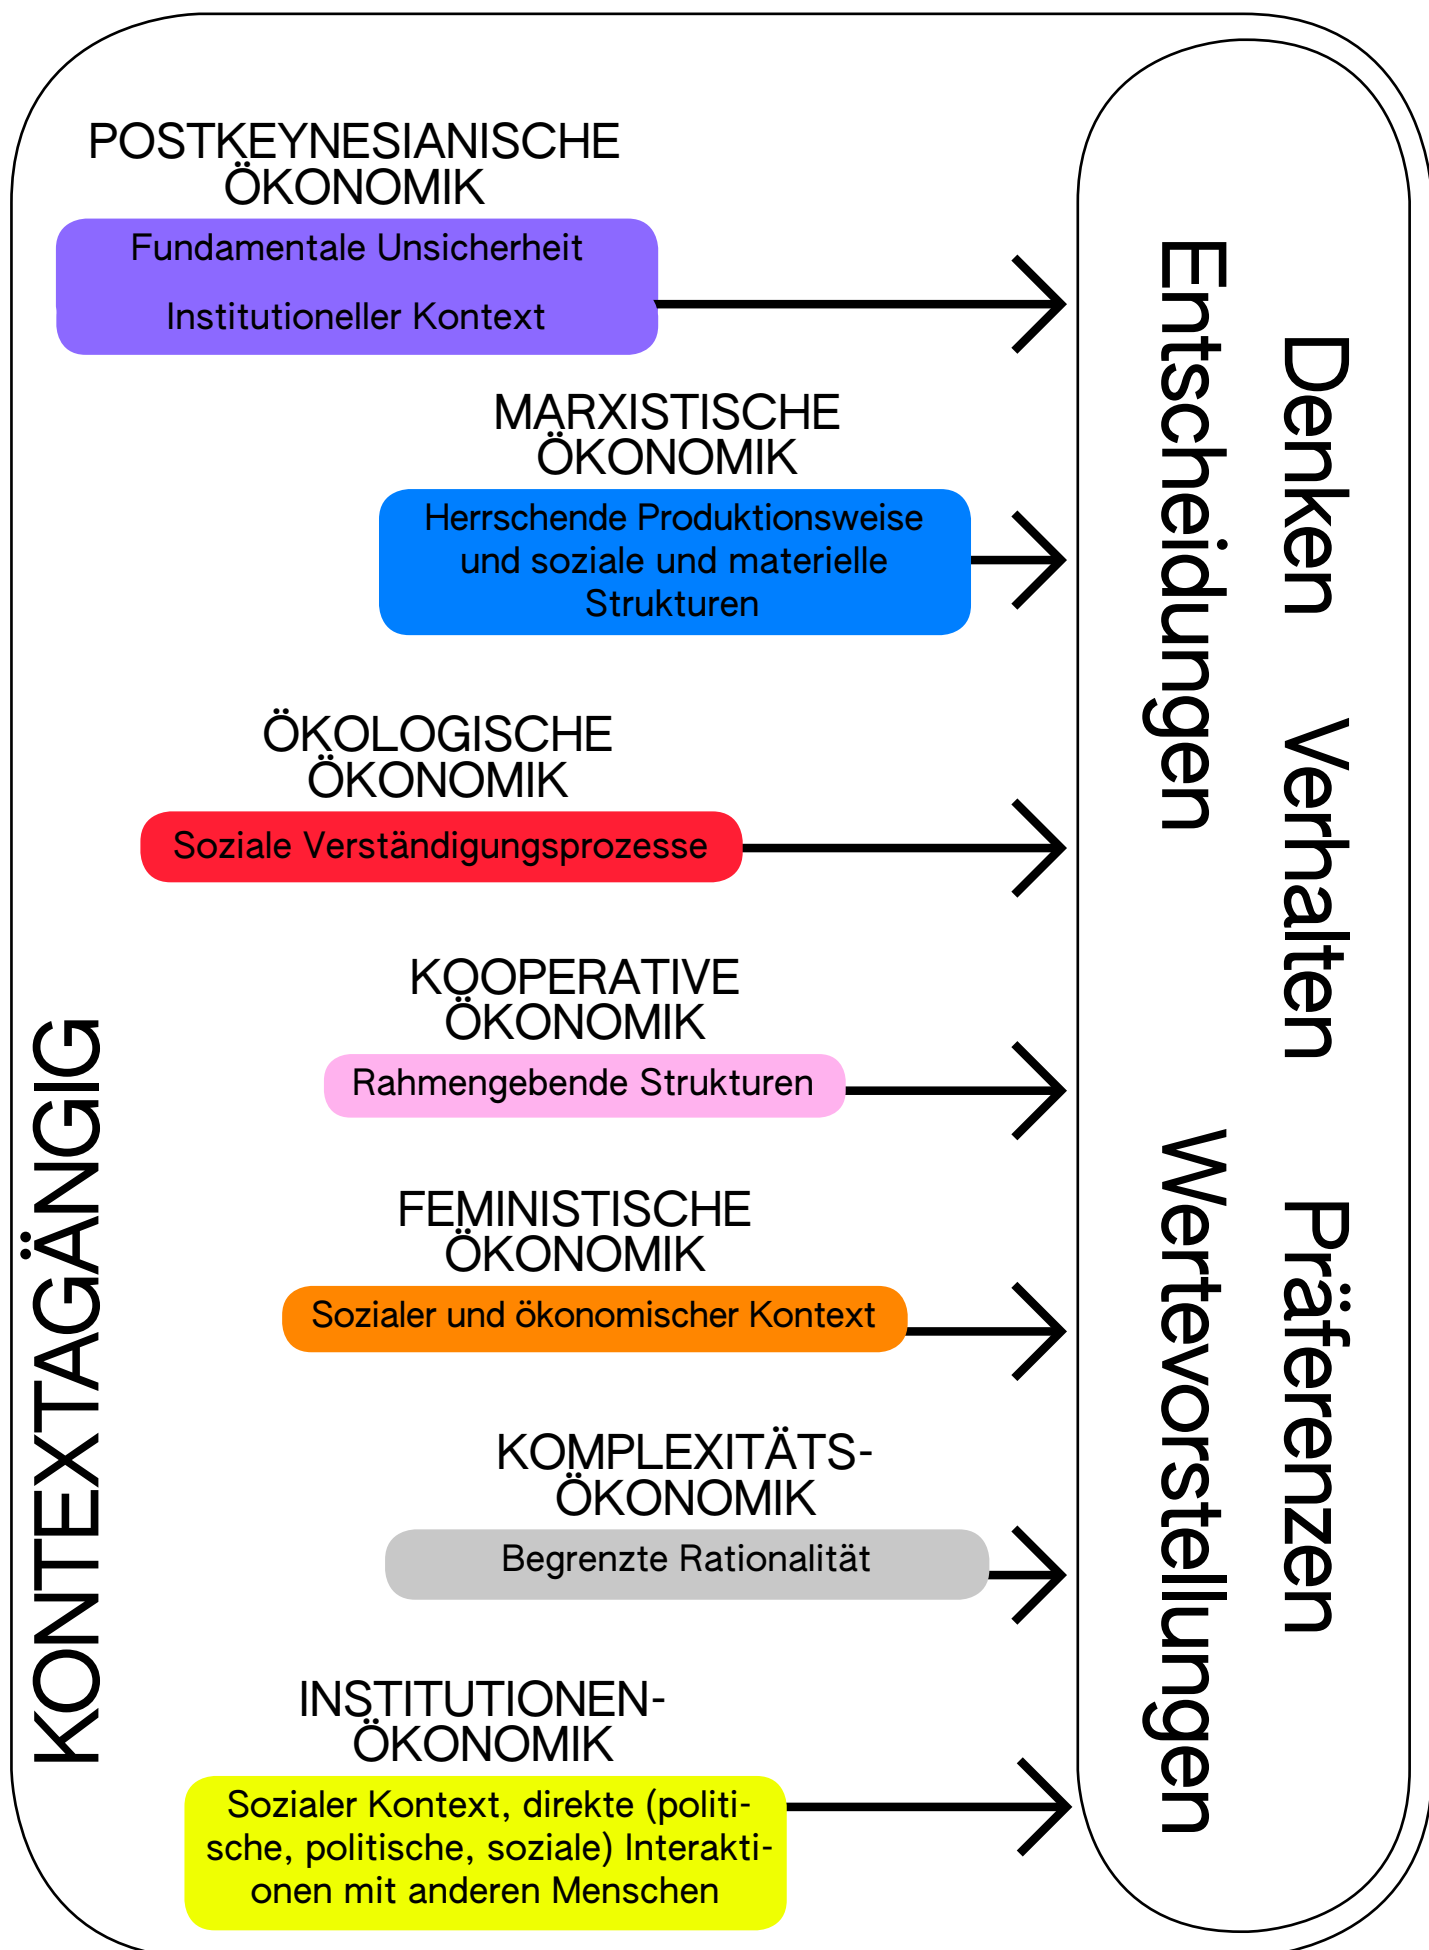 POSTKEYNESIANISCHE
ÖKONOMIK
Fundamentale Unsicherheit
Institutioneller Kontext
MARXISTISCHE
ÖKONOMIK
Herrschende Produktionsweise
und soziale und materielle
Strukturen
ÖKOLOGISCHE
ÖKONOMIK
Soziale Verständigungsprozesse
KOOPERATIVE
ÖKONOMIK
Rahmengebende Strukturen
FEMINISTISCHE
ÖKONOMIK
Sozialer und ökonomischer Kontext
KOMPLEXITÄTS-
ÖKONOMIK
Begrenzte Rationalität
INSTITUTIONEN-
ÖKONOMIK
Sozialer Kontext, direkte (politi-
sche, politische, soziale) Interakti-
onen mit anderen Menschen
KONTEXTAGÄNGIG
Denken Verhalten Präferenzen
Entscheidungen Wertevorstellungen